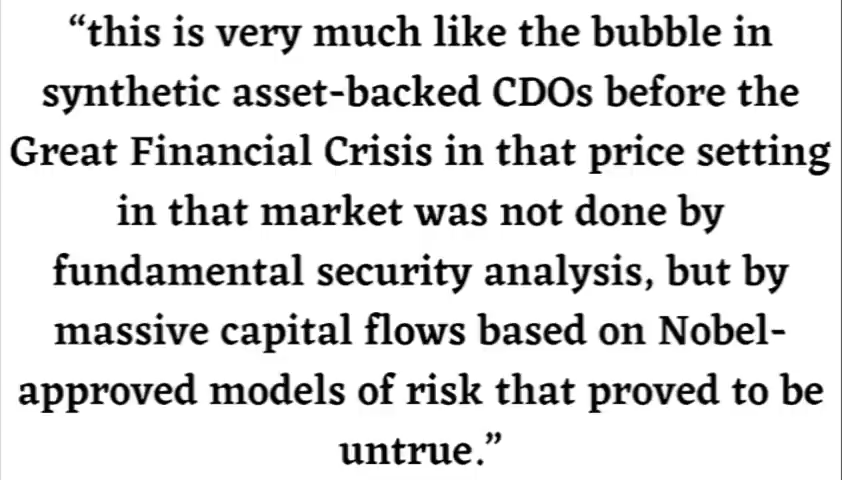 “this is very much like the bubble in
synthetic asset-backed CDOs before the
Great Financial Crisis in that price setting
in that market was not done by
fundamental security analysis, but by
massive capital flows based on Nobel-
approved models of risk that proved to be
untrue.”